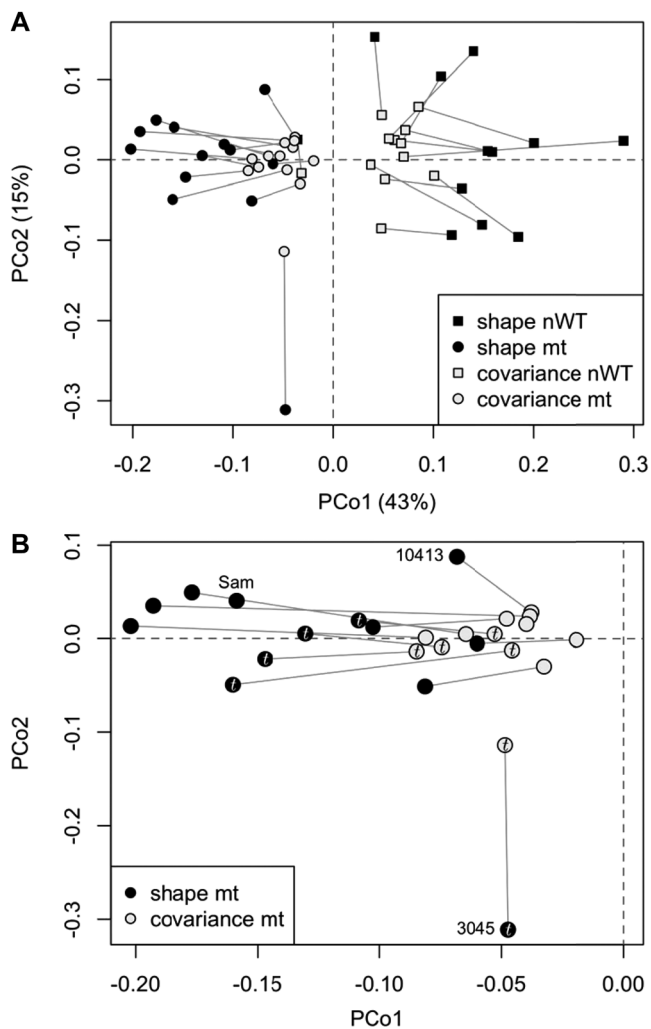 A
0.1
0.0
-0.1
-0.2
-0.3
PCo2 (15%)
shape nWT
shape mt
covariance nWT
covariance mt
-0.2 -0.1 0.0 0.1 0.2 0.3
PCo1 (43%)
B
0.1
0.0
-0.1
-0.2
-0.3
PCo2
10413
Sam
t
t
t
t
t
t
t
t
t
t
3045
shape mt
covariance mt
-0.20 -0.15 -0.10 -0.05 0.00
PCo1